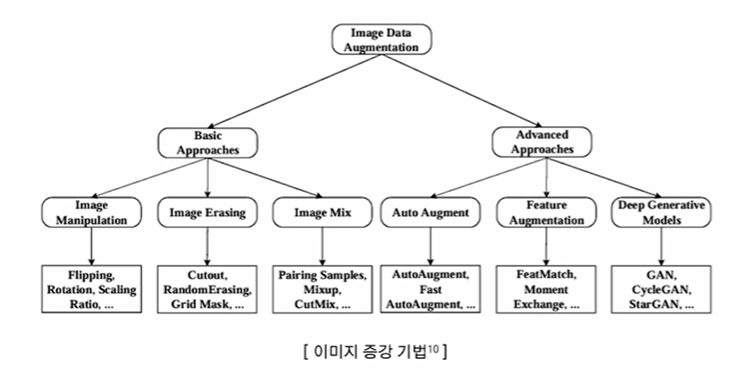 Image Data
Augmentation
Basic
Approaches
Advanced
Approaches
Image
Manipulation
Image Erasing
Image Mix
Auto Augment
Feature
Augmentation
Deep Generative
Models
Flipping,
Rotation, Scaling
Ratio, ...
Cutout,
RandomErasing,
Grid Mask, ...
Pairing Samples,
Mixup,
CutMix, ...
AutoAugment,
Fast
AutoAugment, ...
FeatMatch,
Moment
Exchange, ...
GAN,
CycleGAN,
StarGAN, ...
[ 이미지 증강 기법¹⁰ ]